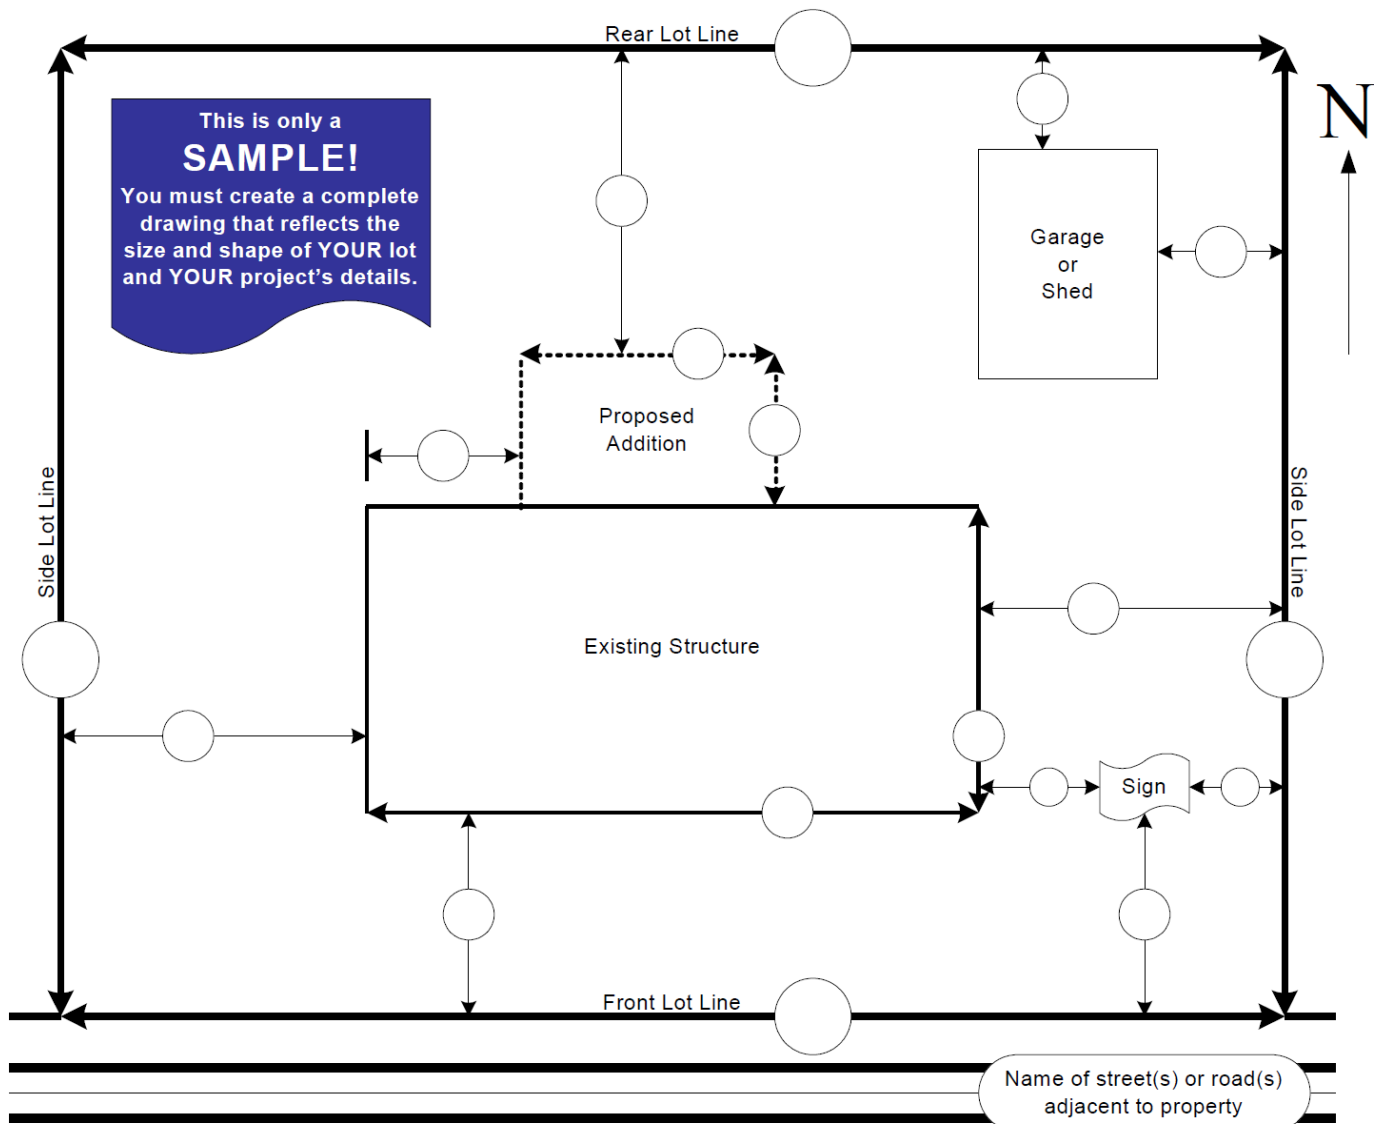 Rear Lot Line
This is only a
SAMPLE!
You must create a complete
drawing that reflects the
size and shape of YOUR lot
and YOUR project's details.
N
Garage
or
Shed
Proposed
Addition
Side Lot Line
Side Lot Line
Existing Structure
Sign
Front Lot Line
Name of street(s) or road(s)
adjacent to property